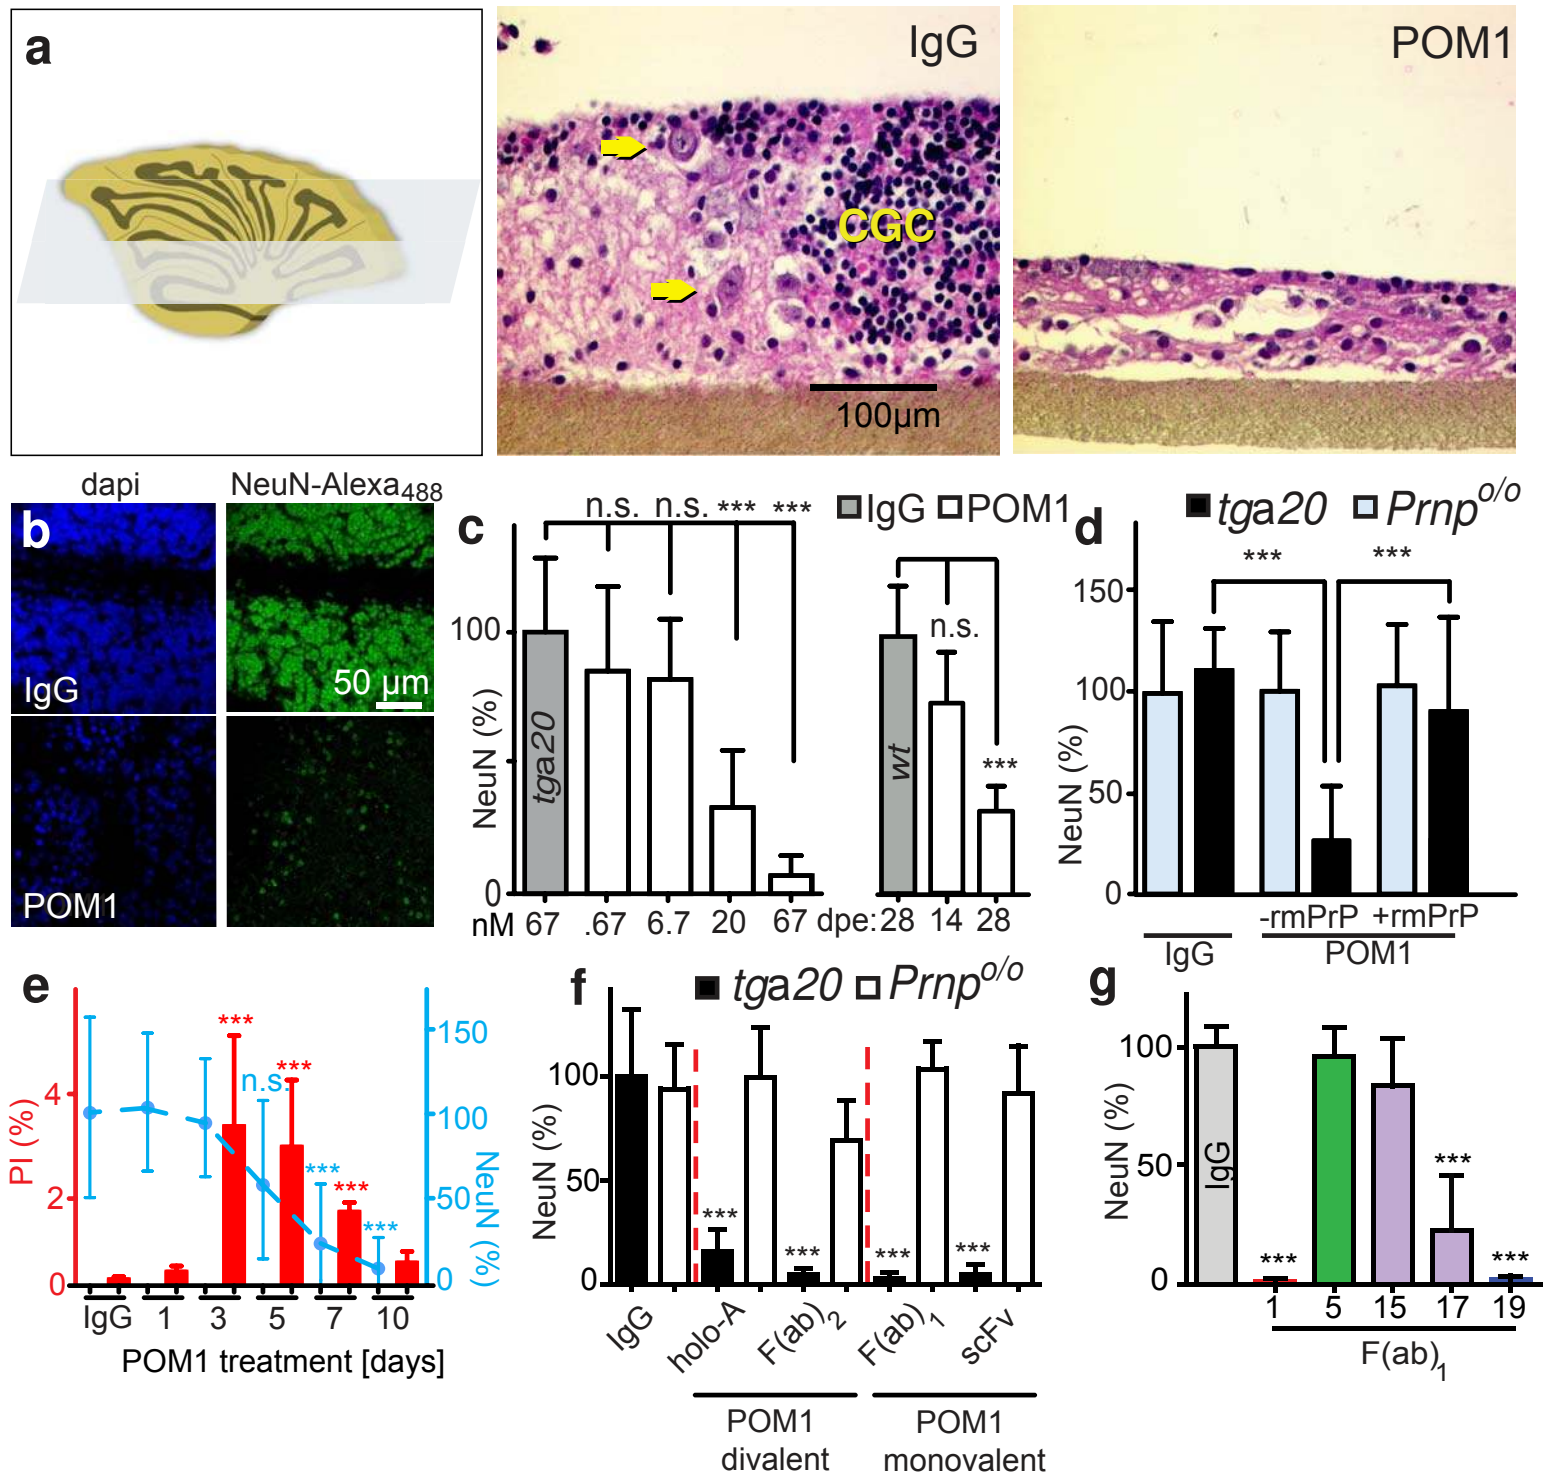 a
IgG
POM1
CGC
100µm
dapi
NeuN-Alexa488
b
IgG
50 µm
POM1
c
n.s. n.s. *** ***
IgG POM1
NeuN (%)
100
0
tga20
nM 67 .67 6.7 20 67
n.s.
***
wt
dpe: 28 14 28
d
tga20 Prnp o/o
*** ***
NeuN (%)
150
100
50
0
-rmPrP +rmPrP
IgG POM1
e
PI (%)
4
2
0
*** *** ***
n.s. *** ***
150
100
50
0
NeuN (%)
IgG 1 3 5 7 10
POM1 treatment [days]
f
tga20 Prnp o/o
NeuN (%)
100
50
0
*** *** *** ***
IgG holo-A F(ab)2 F(ab)1 scFv
POM1 POM1
divalent monovalent
g
NeuN (%)
100
50
0
IgG
*** *** ***
1 5 15 17 19
F(ab)1